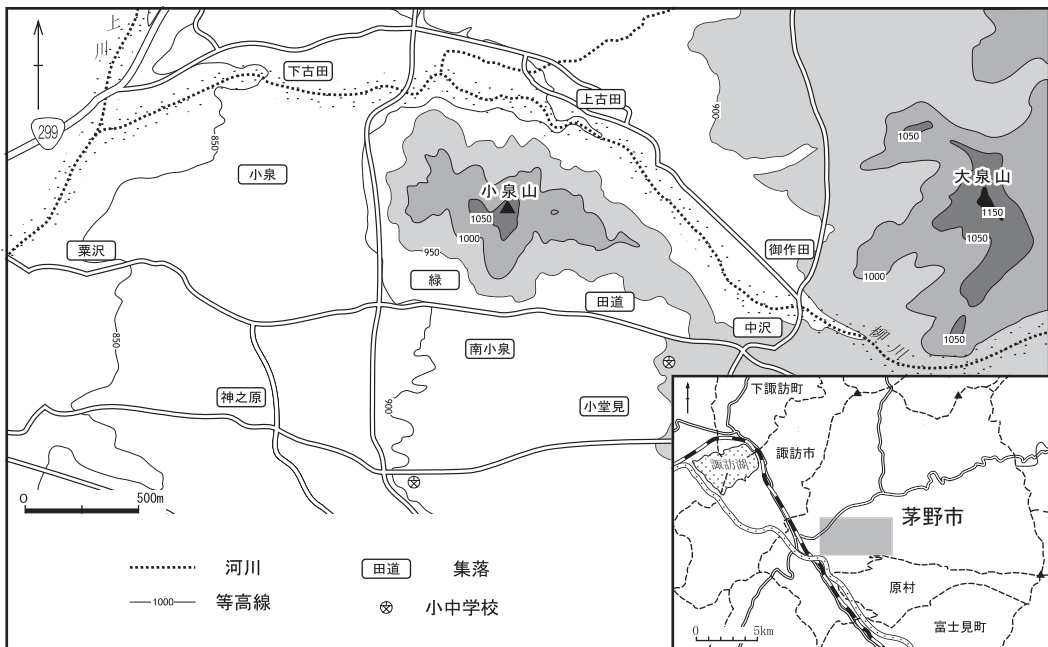 上川
299
下古田
上古田
850
小泉
900
1050
大泉山
1150
1050
1000
1050
小泉山
1050
1000
950
御作田
粟沢
緑
田道
中沢
柳川
850
南小泉
神之原
900
小堂見
0
500m
河川
1000
等高線
田道
集落
小中学校
下諏訪町
諏訪市
諏訪湖
茅野市
原村
富士見町
0
5km